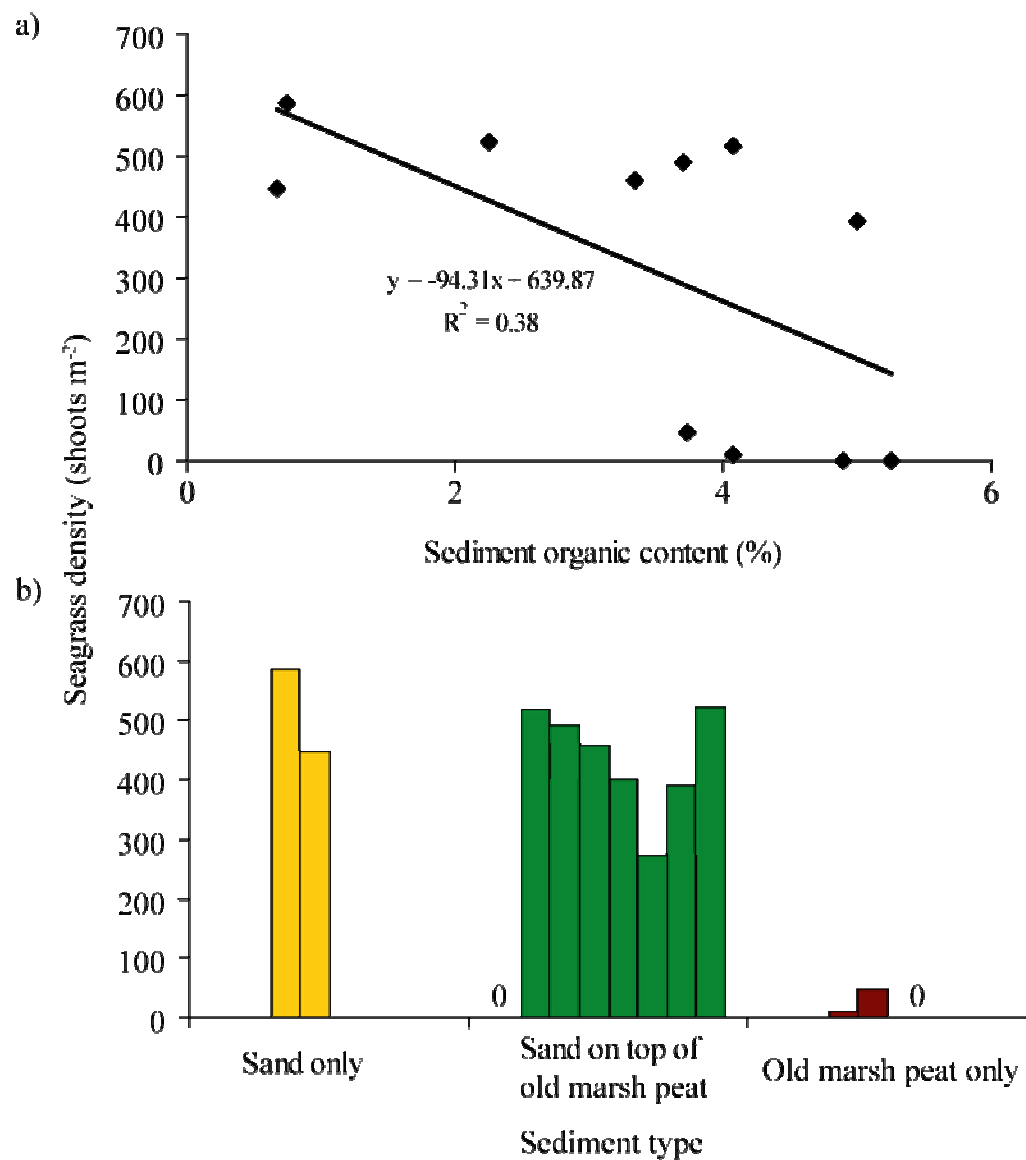 a)
700
600
500
400
300
200
100
0
y = -94.31x + 639.87
R² = 0.38
0
2
4
6
Sediment organic content (%)
Seagrass density (shoots m⁻²)
b)
700
600
500
400
300
200
100
0
0
0
Sand only
Sand on top of
old marsh peat
Old marsh peat only
Sediment type